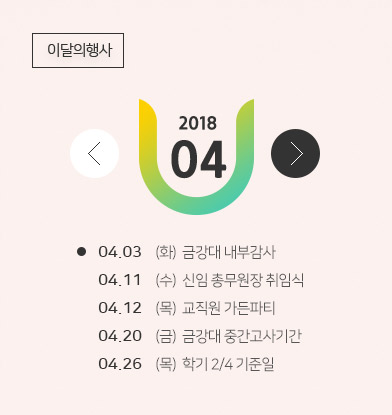 이달의행사
2018
04
04.03 (화) 금강대 내부감사
04.11 (수) 신임 총무원장 취임식
04.12 (목) 교직원 가든파티
04.20 (금) 금강대 중간고사기간
04.26 (목) 학기 2/4 기준일